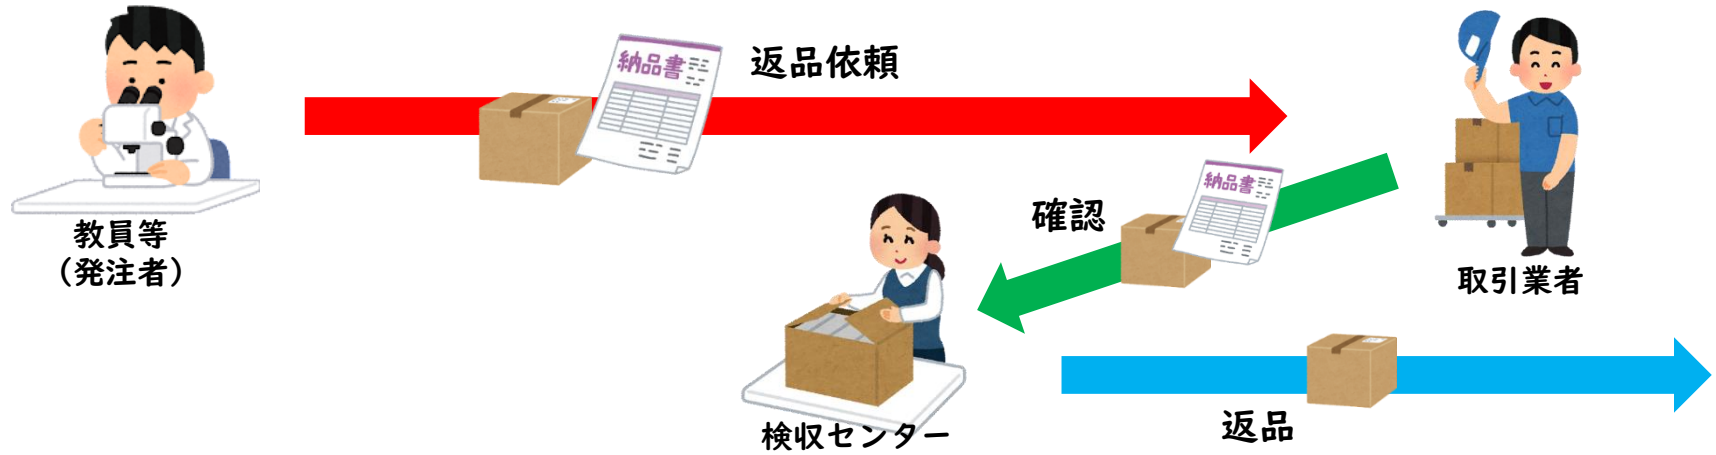 納品書
返品依頼
教員等
（発注者）
納品書
確認
取引業者
検収センター
返品